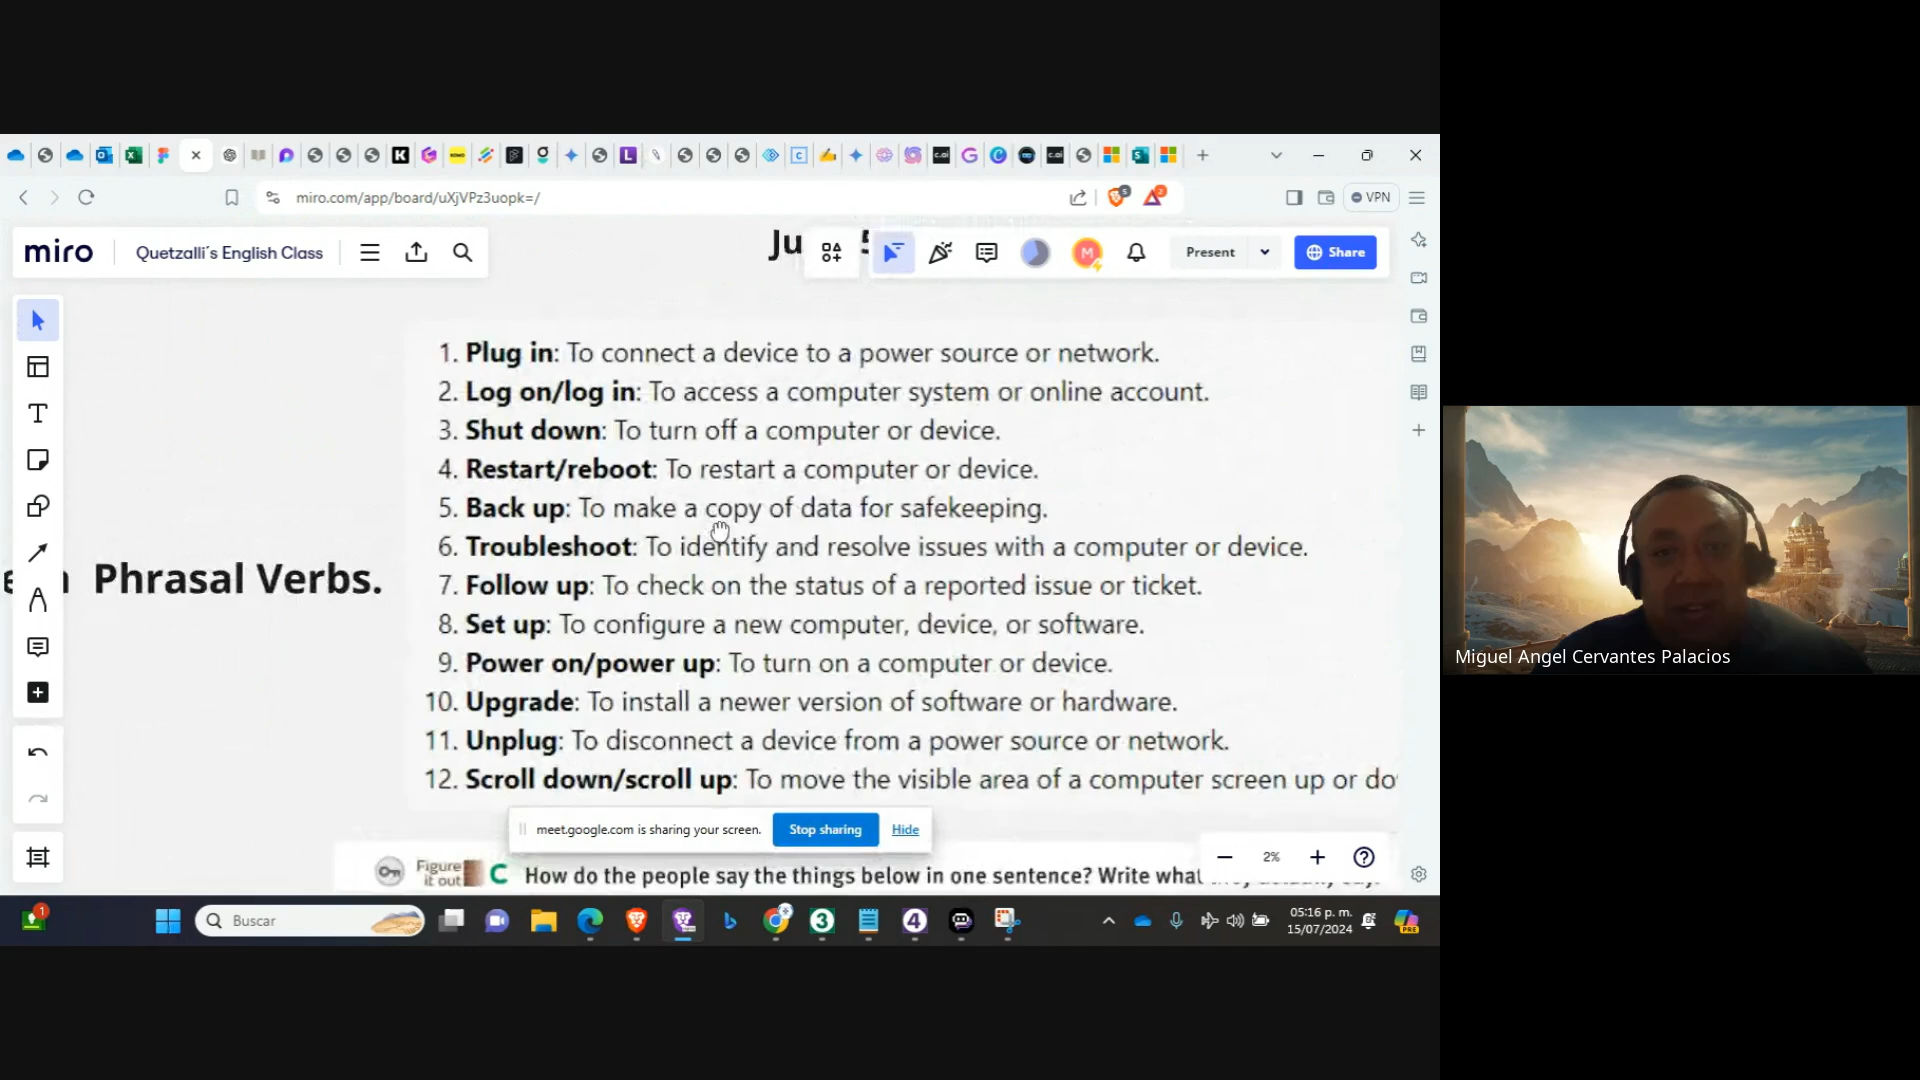 miro.com/app/board/uXjVPz3uopk=/
VPN
miro
Quetzalli´s English Class
Present
Share
1. Plug in: To connect a device to a power source or network.
2. Log on/log in: To access a computer system or online account.
3. Shut down: To turn off a computer or device.
4. Restart/reboot: To restart a computer or device.
5. Back up: To make a copy of data for safekeeping.
6. Troubleshoot: To identify and resolve issues with a computer or device.
Phrasal Verbs.
7. Follow up: To check on the status of a reported issue or ticket.
8. Set up: To configure a new computer, device, or software.
9. Power on/power up: To turn on a computer or device.
10. Upgrade: To install a newer version of software or hardware.
11. Unplug: To disconnect a device from a power source or network.
12. Scroll down/scroll up: To move the visible area of a computer screen up or do
meet.google.com is sharing your screen.
Stop sharing
Hide
2%
Figure it out C How do the people say the things below in one sentence? Write what
Buscar
05:16 p. m.
15/07/2024
Miguel Angel Cervantes Palacios